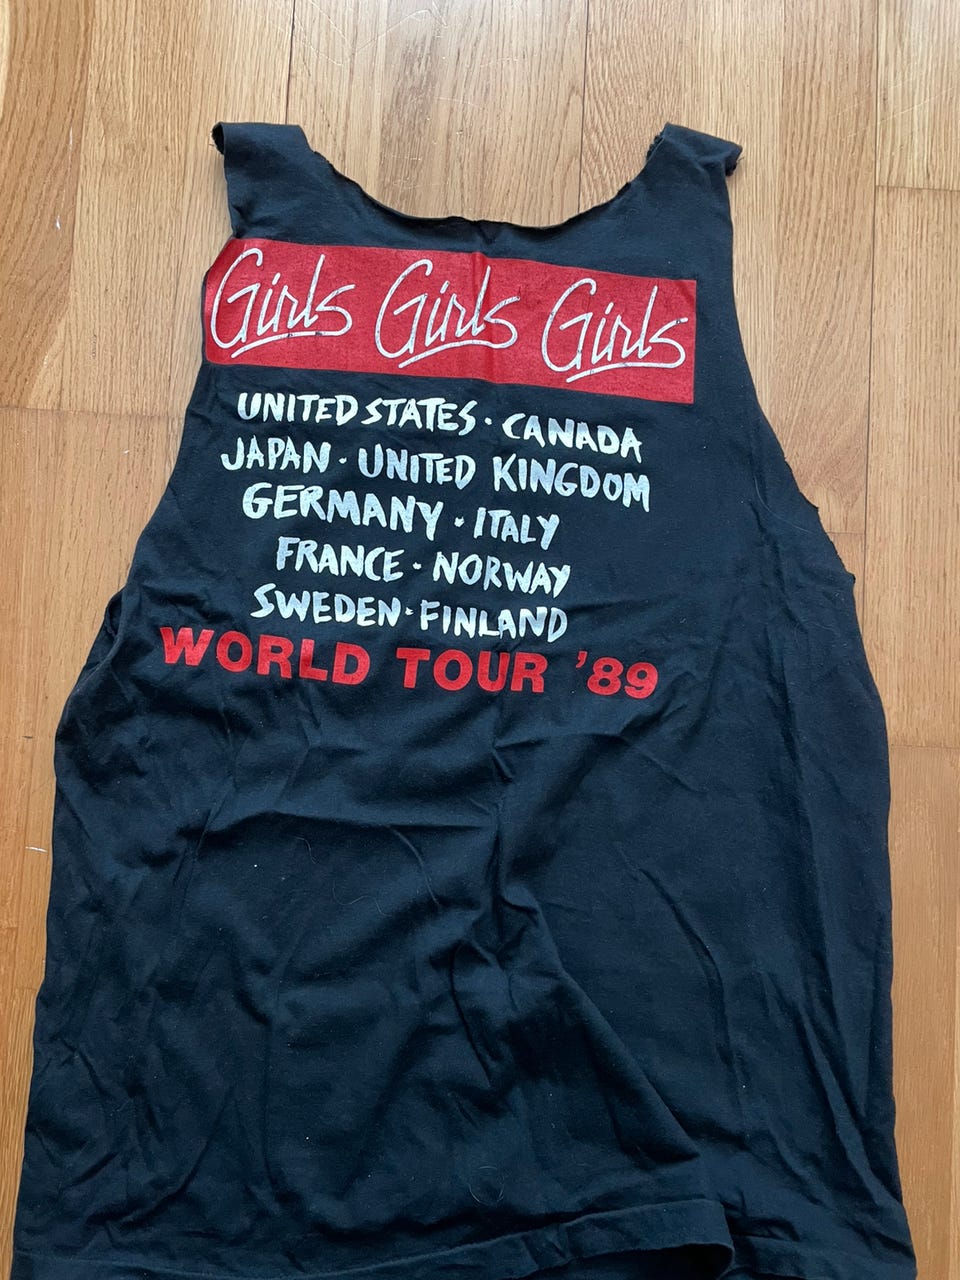 Girls Girls Girls
UNITED STATES · CANADA
JAPAN · UNITED KINGDOM
GERMANY · ITALY
FRANCE · NORWAY
SWEDEN · FINLAND
WORLD TOUR '89